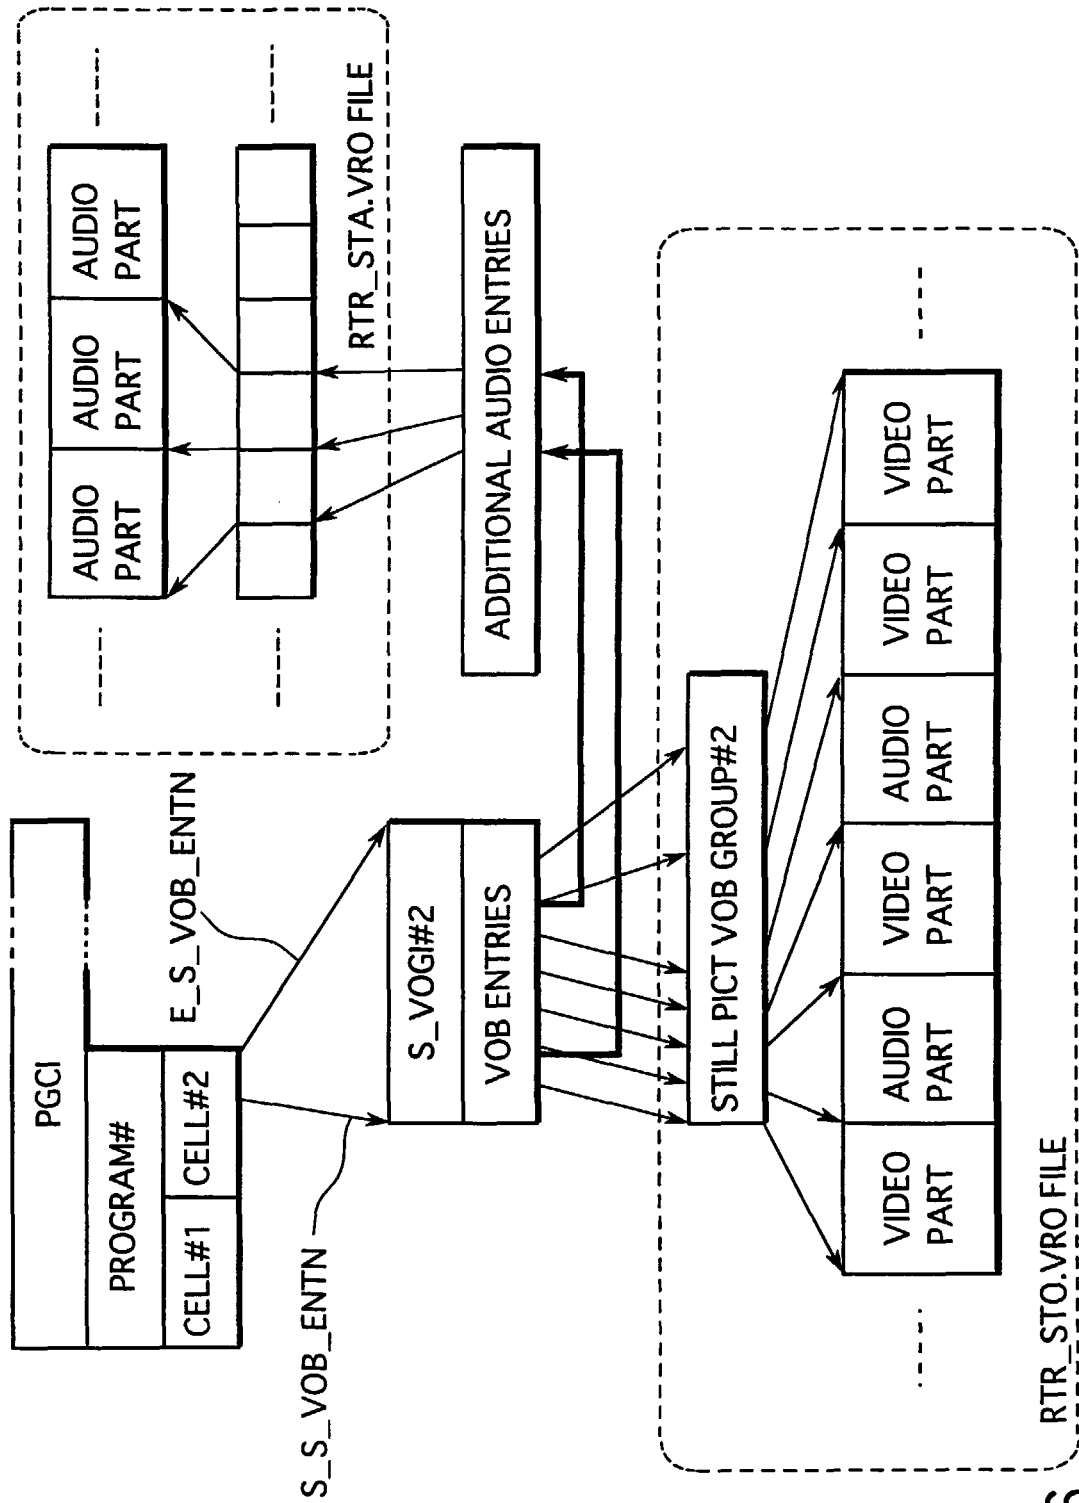 PGCI
PROGRAM#
CELL#1
CELL#2
S_S_VOB_ENTN
E_S_VOB_ENTN
S_VOGI#2
VOB ENTRIES
AUDIO
PART
AUDIO
PART
AUDIO
PART
RTR_STA.VRO FILE
ADDITIONAL AUDIO ENTRIES
STILL PICT VOB GROUP#2
VIDEO
PART
AUDIO
PART
VIDEO
PART
AUDIO
PART
VIDEO
PART
VIDEO
PART
RTR_STO.VRO FILE